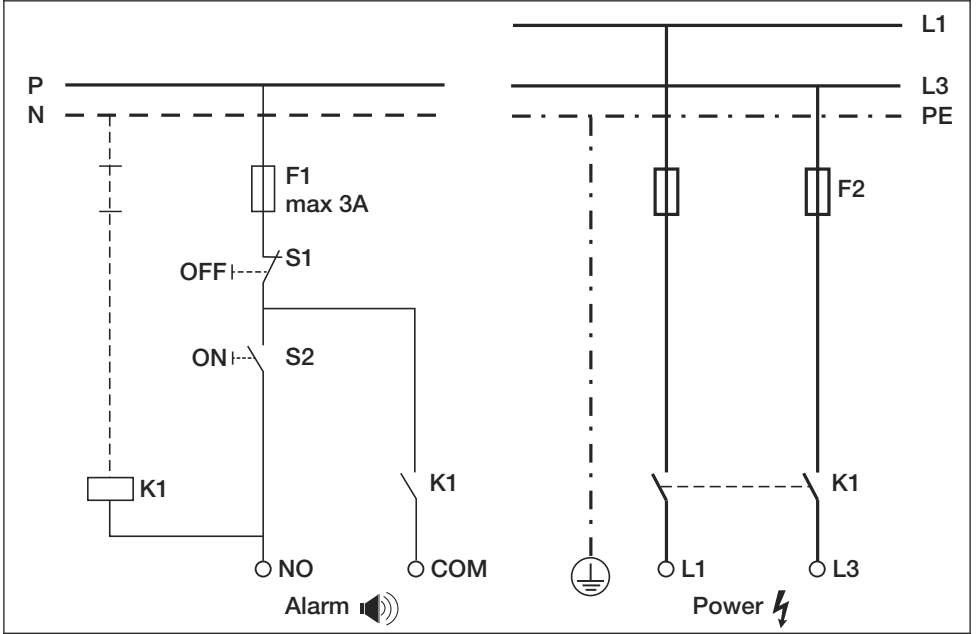 L1
P
L3
N
PE
F1
max 3A
F2
S1
OFF
ON
S2
K1
K1
K1
NO
COM
L1
L3
Alarm
Power